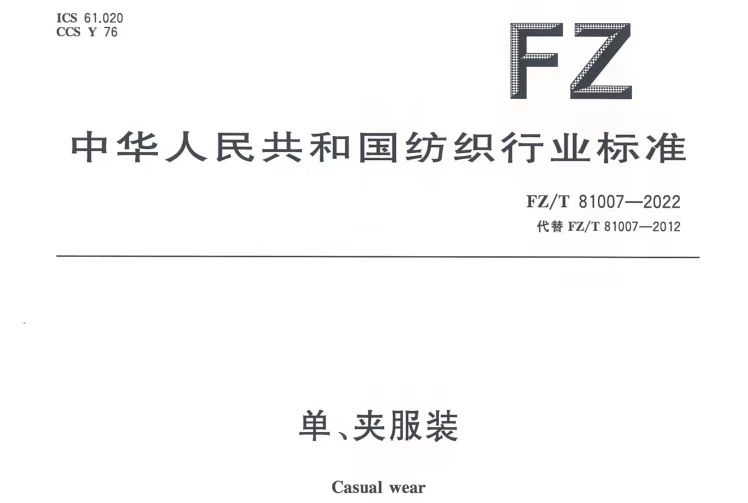 ICS 61.020
CCS Y 76
FZ
中华人民共和国纺织行业标准
FZ/T 81007—2022
代替 FZ/T 81007—2012
单、夹服装
Casual wear